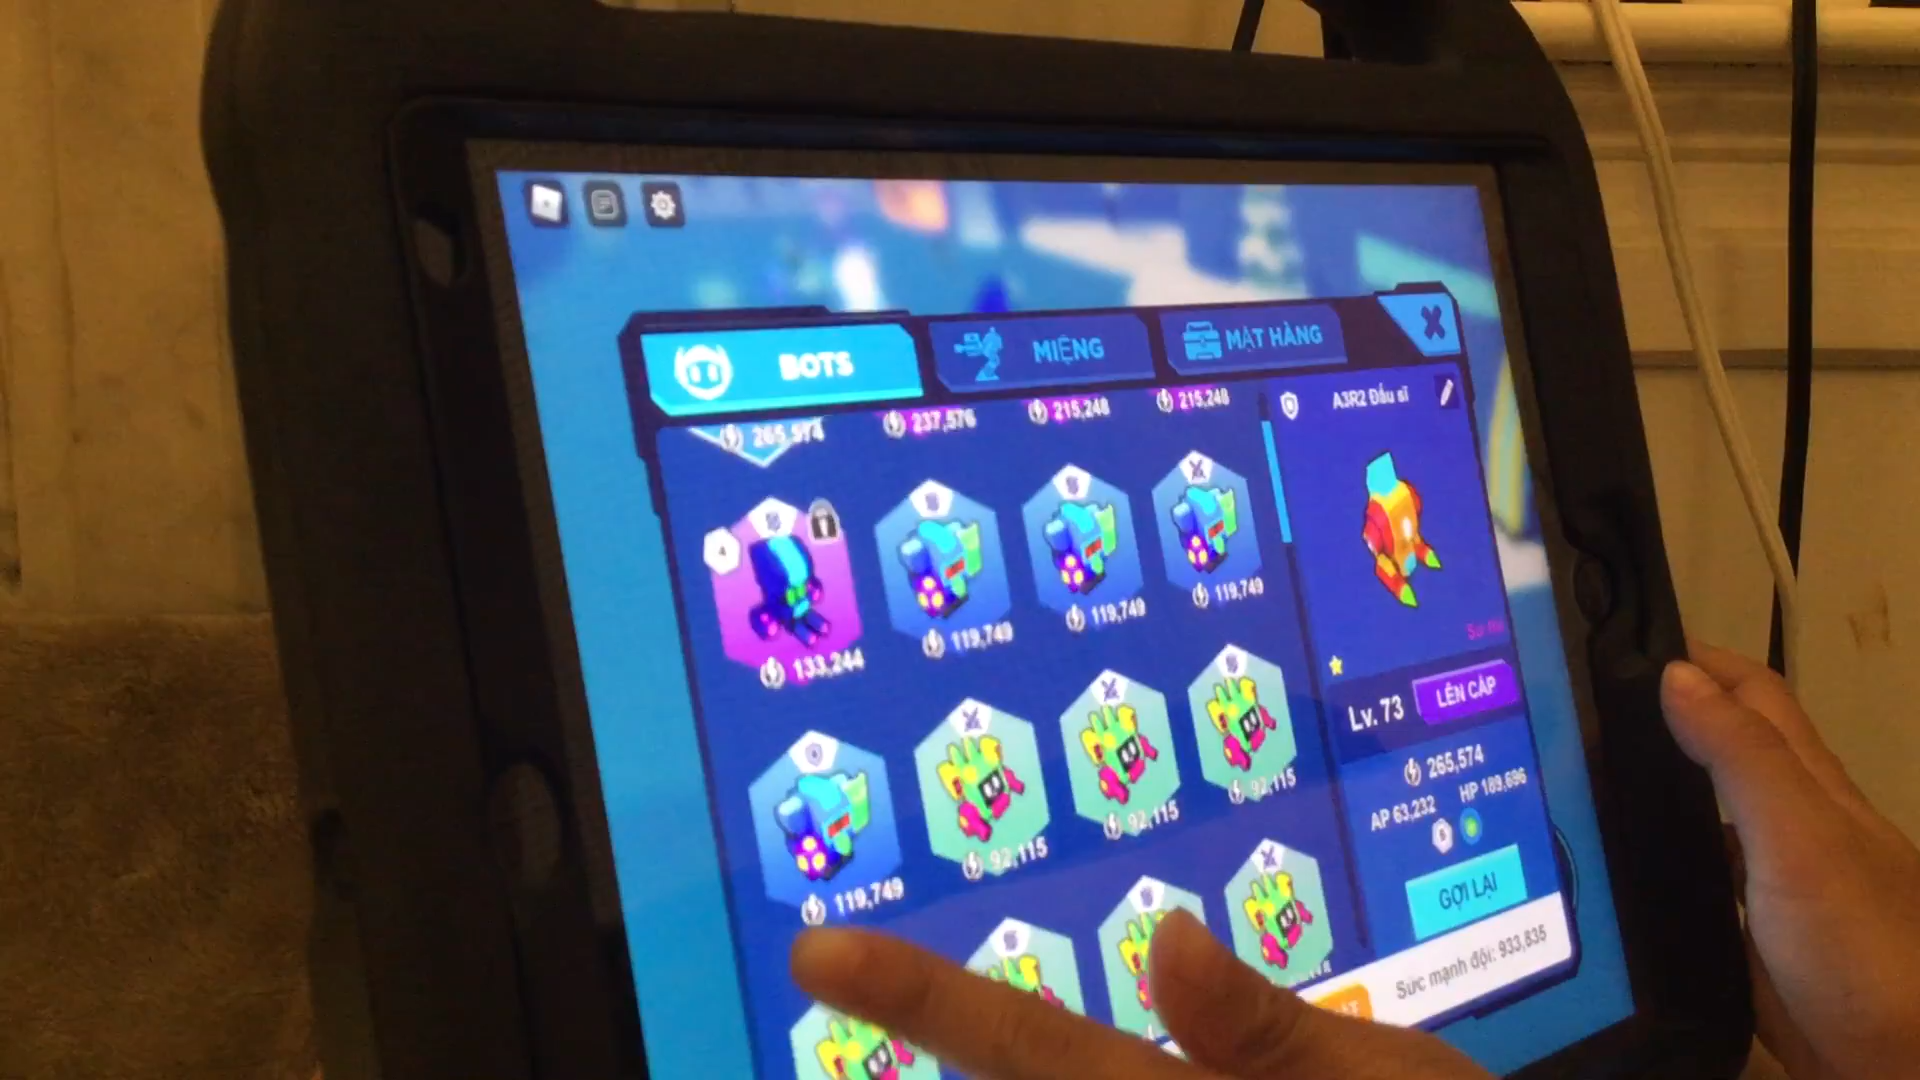 BOTS
MIỆNG
MẶT HÀNG
265,574
237,576
215,248
215,248
A3R2 Đấu sĩ
4
133,244
119,749
119,749
119,749
Lv. 73
LÊN CẤP
119,749
92,115
92,115
92,115
265,574
AP 63,232
HP 189,696
GỢI LẠI
Sức mạnh đội: 933,835